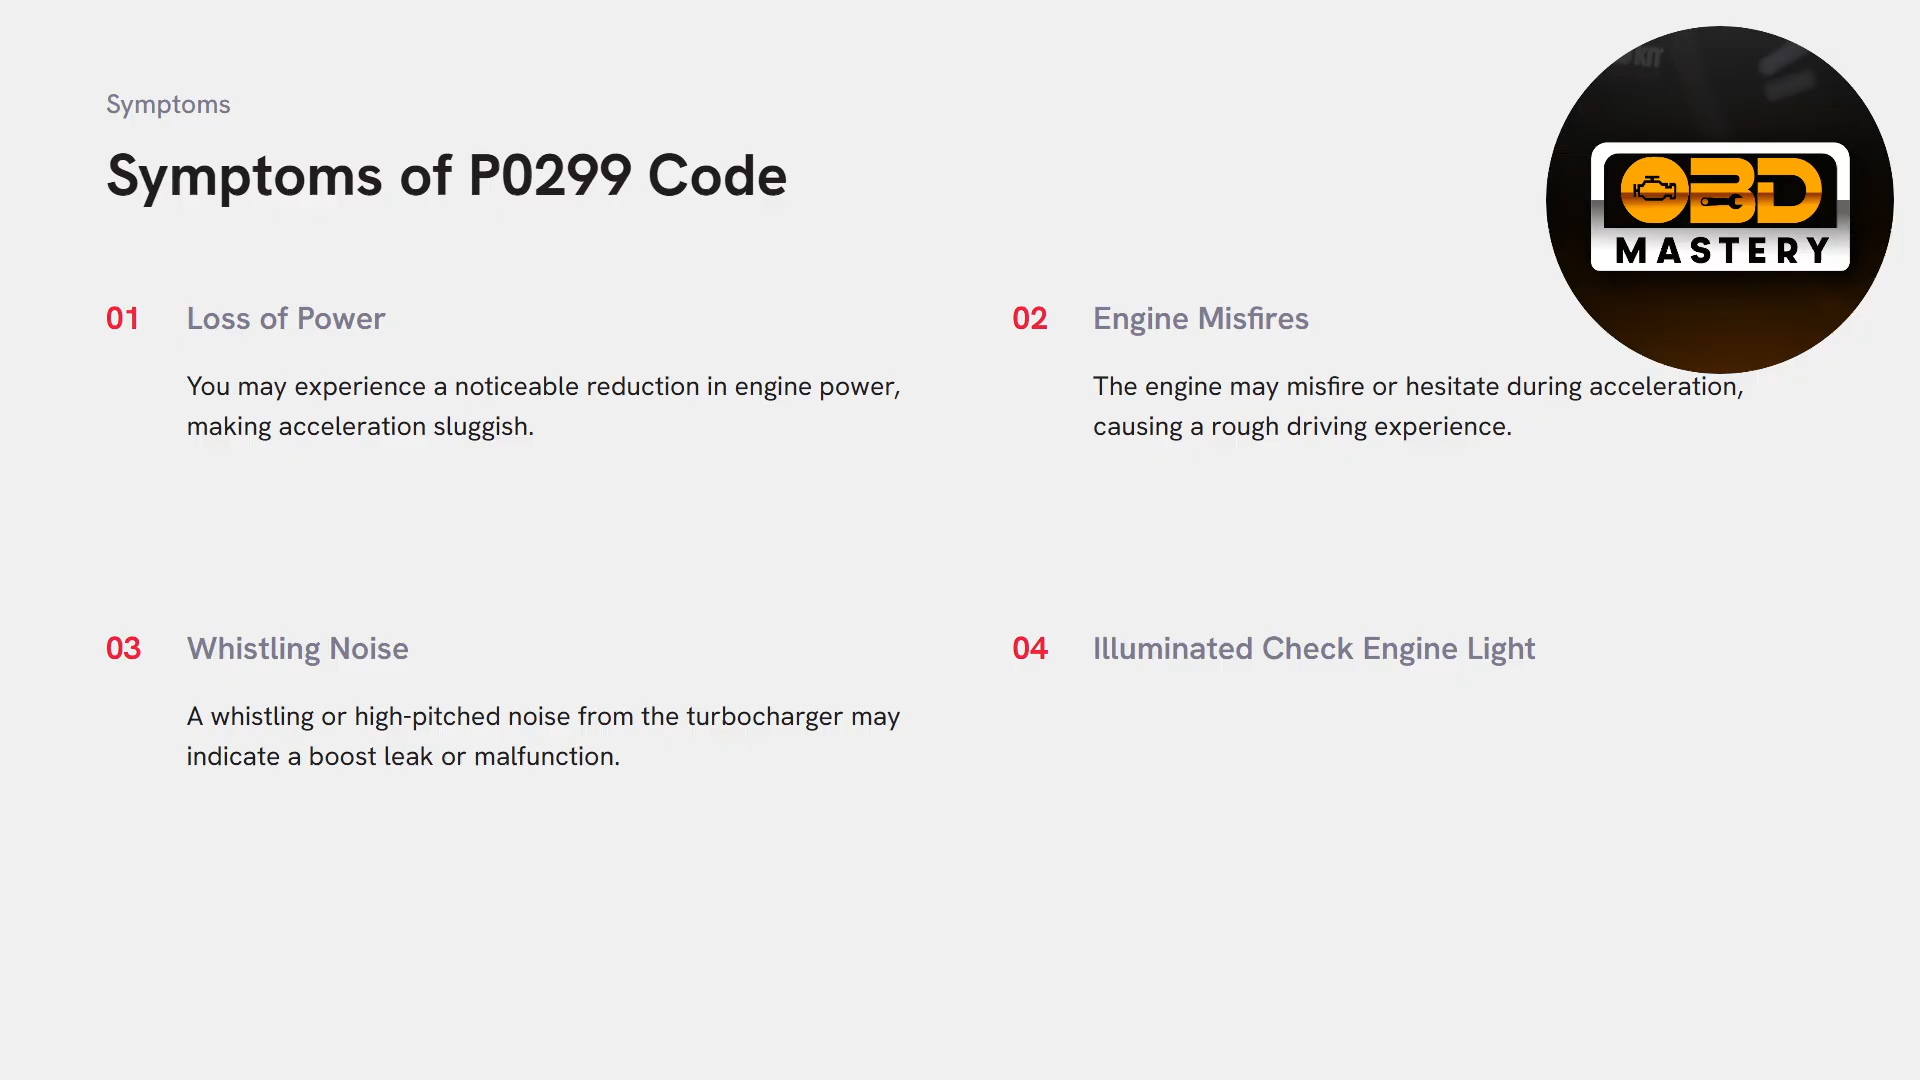 Symptoms
Symptoms of P0299 Code
OBD
MASTERY
01 Loss of Power
You may experience a noticeable reduction in engine power,
making acceleration sluggish.
02 Engine Misfires
The engine may misfire or hesitate during acceleration,
causing a rough driving experience.
03 Whistling Noise
A whistling or high-pitched noise from the turbocharger may
indicate a boost leak or malfunction.
04 Illuminated Check Engine Light